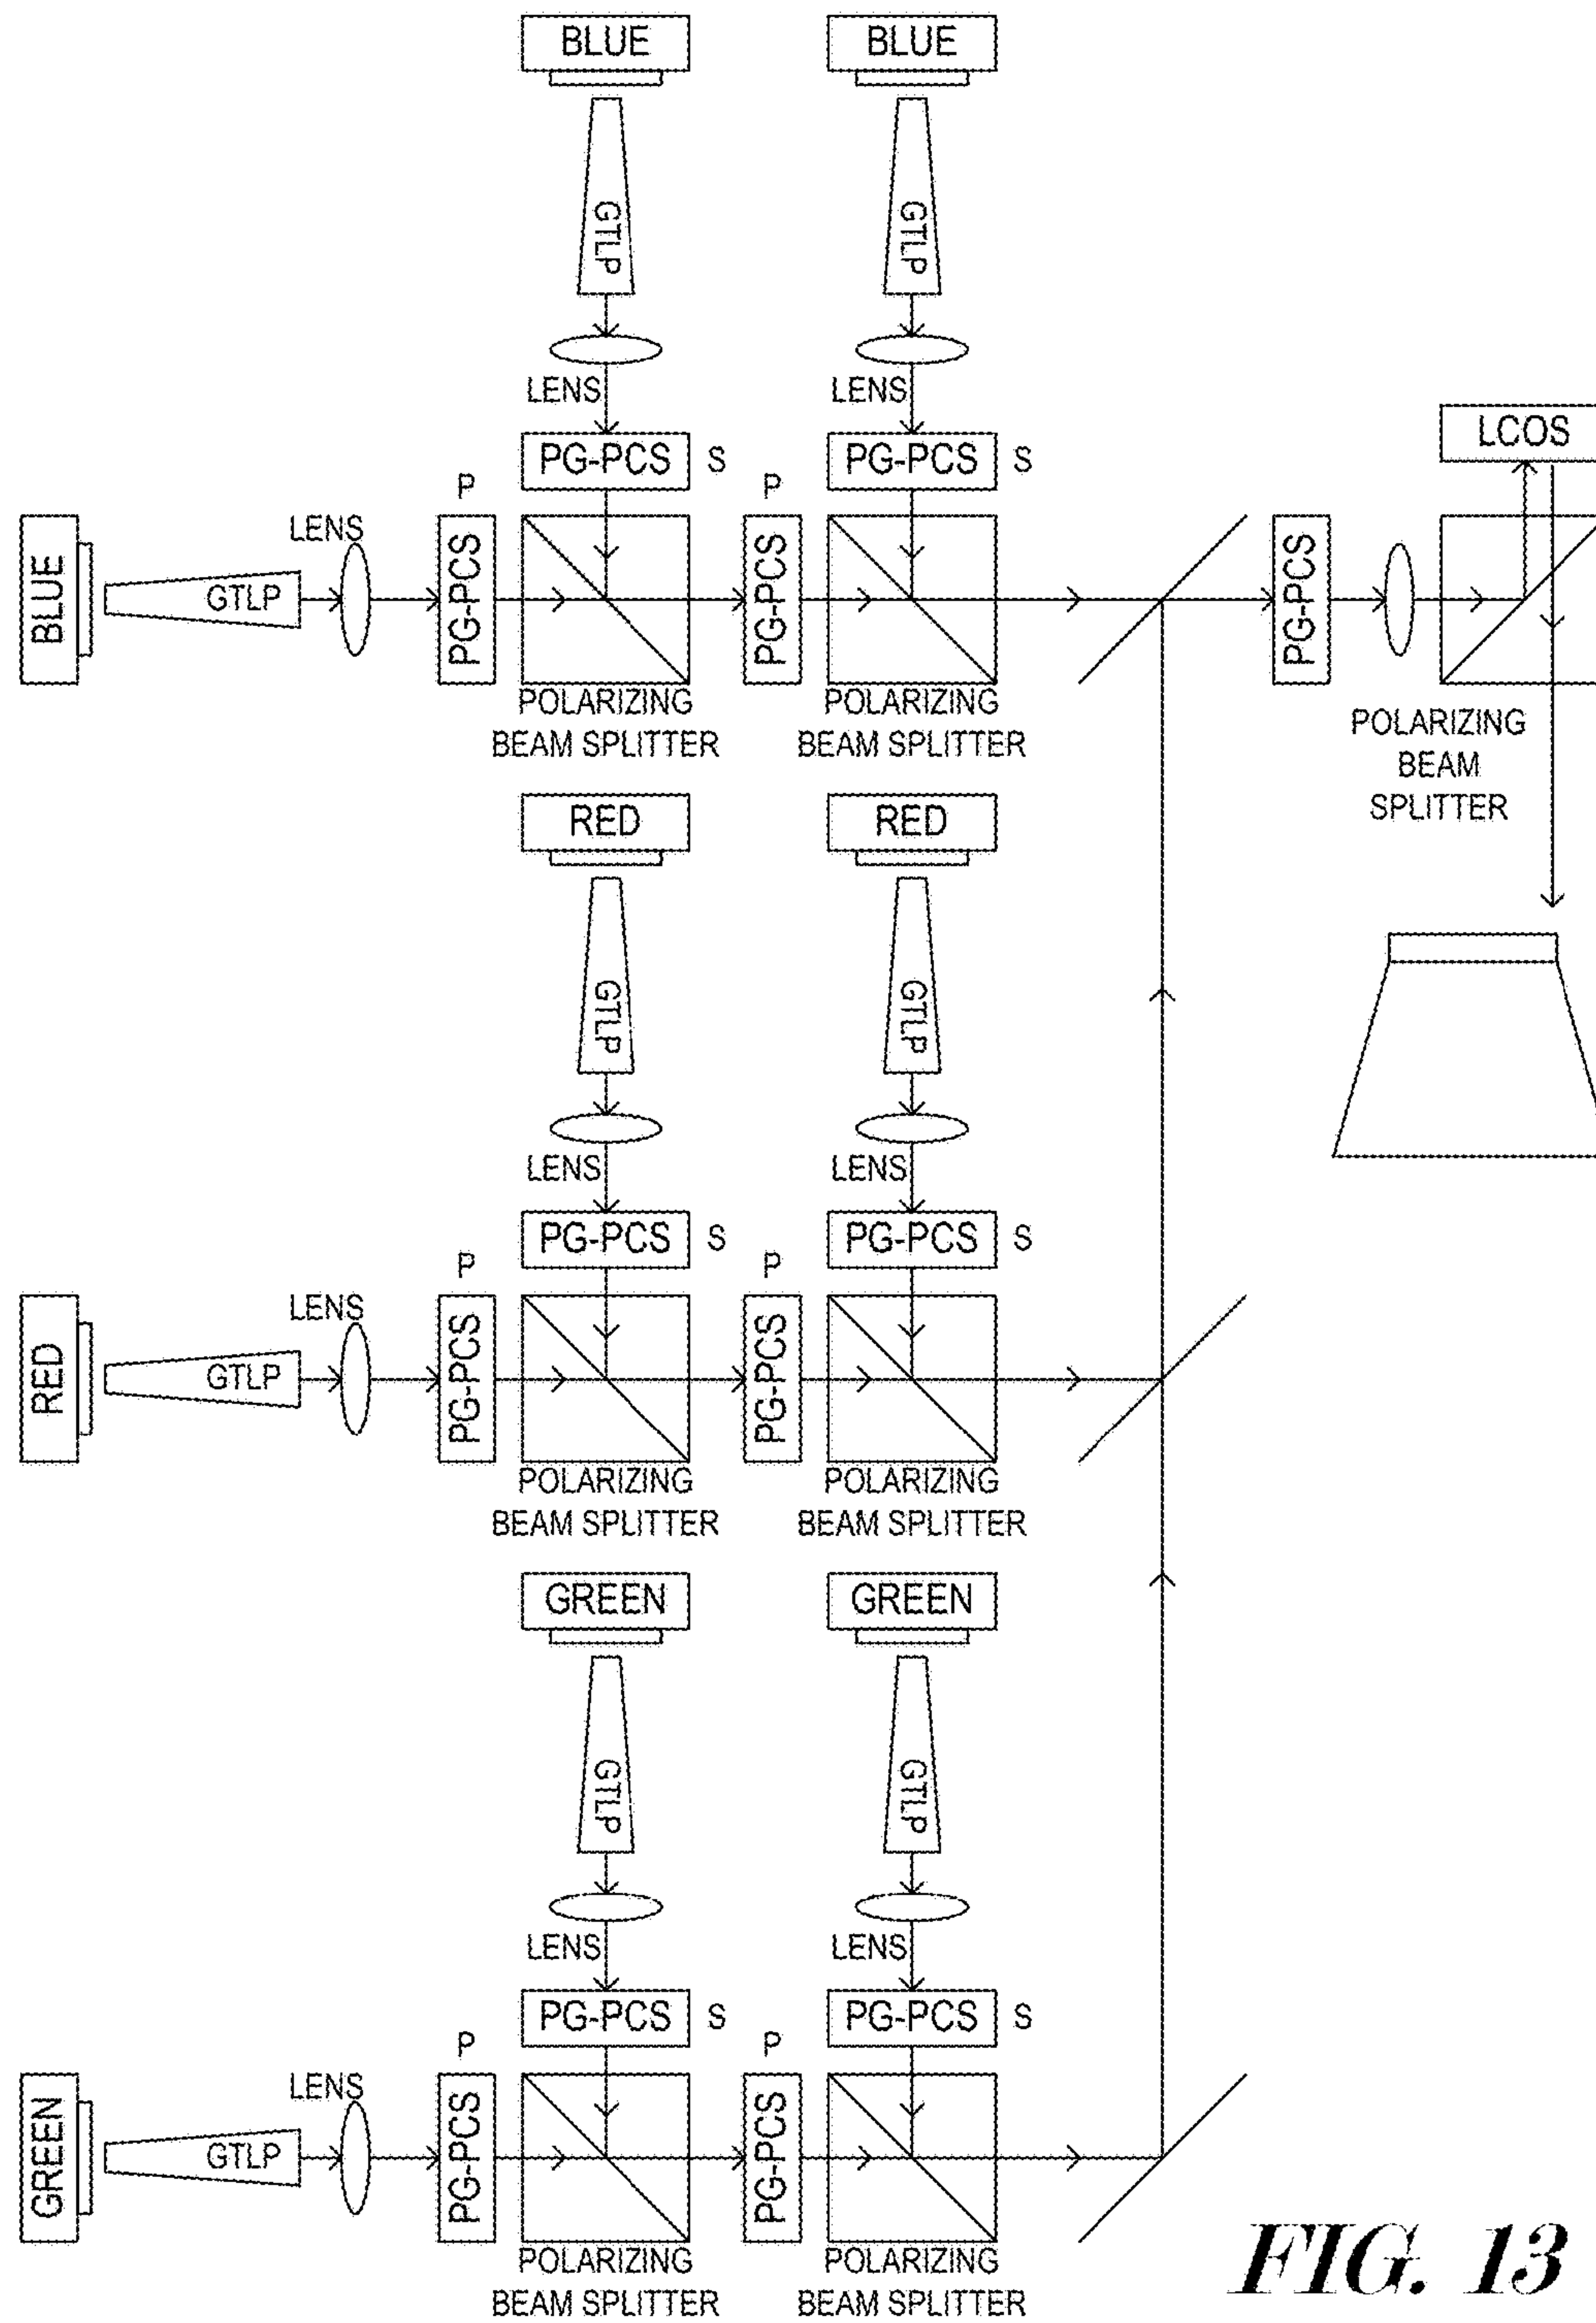 BLUE
BLUE
GTLP
GTLP
LENS
LENS
LCOS
PG-PCS
S
PG-PCS
S
P
P
LENS
BLUE
GTLP
PG-PCS
PG-PCS
PG-PCS
POLARIZING
BEAM SPLITTER
POLARIZING
BEAM SPLITTER
POLARIZING
BEAM
SPLITTER
RED
RED
GTLP
GTLP
LENS
LENS
PG-PCS
S
PG-PCS
S
P
P
LENS
RED
GTLP
PG-PCS
PG-PCS
POLARIZING
BEAM SPLITTER
POLARIZING
BEAM SPLITTER
GREEN
GREEN
GTLP
GTLP
LENS
LENS
PG-PCS
S
PG-PCS
S
P
P
LENS
GREEN
GTLP
PG-PCS
PG-PCS
POLARIZING
BEAM SPLITTER
POLARIZING
BEAM SPLITTER
FIG. 13